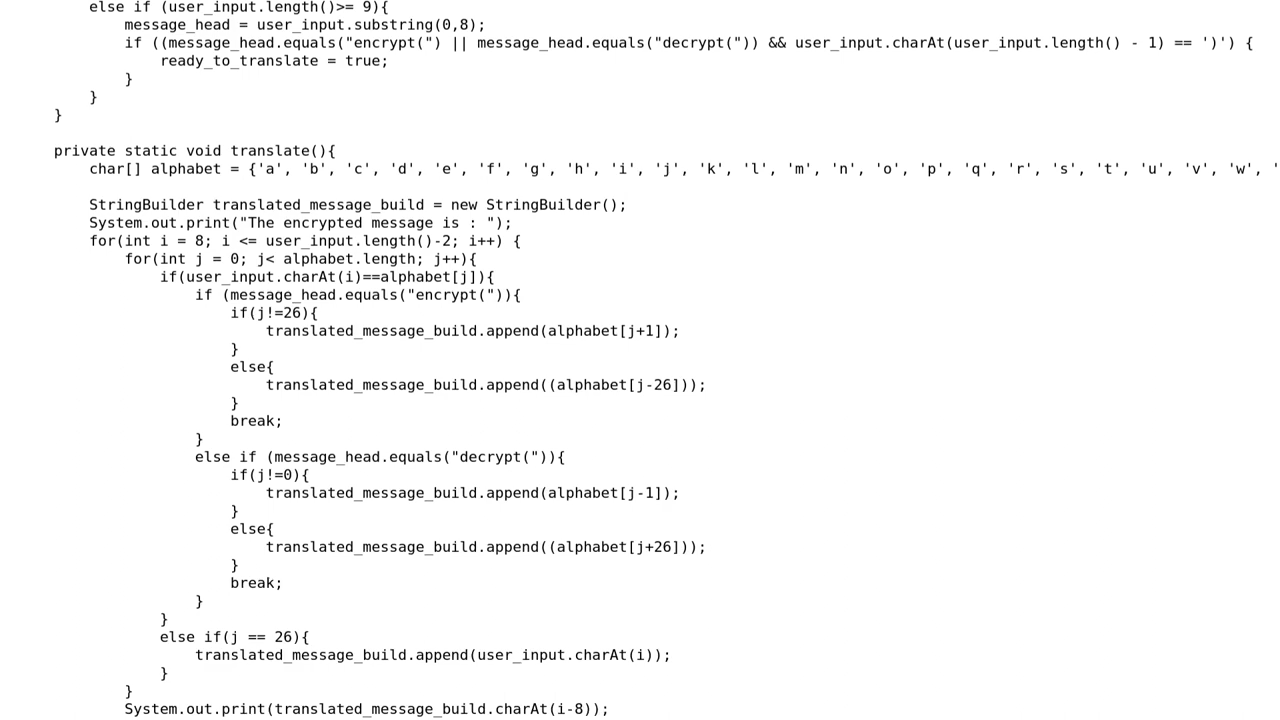 else if (user_input.length()>= 9){
message_head = user_input.substring(0,8);
if ((message_head.equals("encrypt(") || message_head.equals("decrypt(")) && user_input.charAt(user_input.length() - 1) == ')') {
ready_to_translate = true;
}
}
}
private static void translate(){
char[] alphabet = {'a', 'b', 'c', 'd', 'e', 'f', 'g', 'h', 'i', 'j', 'k', 'l', 'm', 'n', 'o', 'p', 'q', 'r', 's', 't', 'u', 'v', 'w', '
StringBuilder translated_message_build = new StringBuilder();
System.out.print("The encrypted message is : ");
for(int i = 8; i <= user_input.length()-2; i++) {
for(int j = 0; j< alphabet.length; j++){
if(user_input.charAt(i)==alphabet[j]){
if (message_head.equals("encrypt(")){
if(j!=26){
translated_message_build.append(alphabet[j+1]);
}
else{
translated_message_build.append((alphabet[j-26]));
}
break;
}
else if (message_head.equals("decrypt(")){
if(j!=0){
translated_message_build.append(alphabet[j-1]);
}
else{
translated_message_build.append((alphabet[j+26]));
}
break;
}
}
else if(j == 26){
translated_message_build.append(user_input.charAt(i));
}
}
System.out.print(translated_message_build.charAt(i-8));